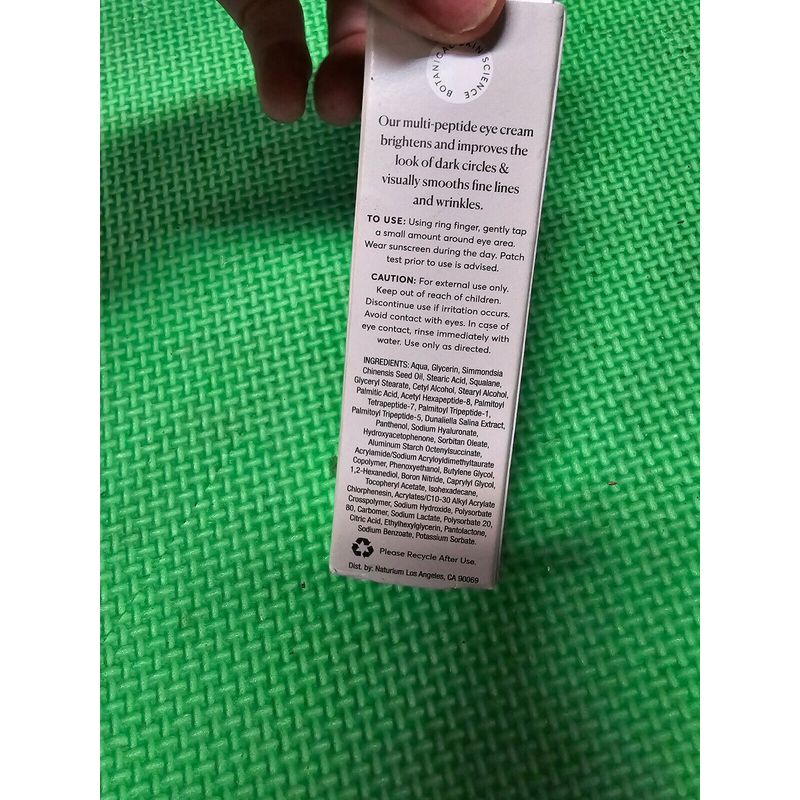 BOTANICAL SKIN SCIENCE
Our multi-peptide eye cream
brightens and improves the
look of dark circles &
visually smooths fine lines
and wrinkles.
TO USE: Using ring finger, gently tap
a small amount around eye area.
Wear sunscreen during the day. Patch
test prior to use is advised.
CAUTION: For external use only.
Keep out of reach of children.
Discontinue use if irritation occurs.
Avoid contact with eyes. In case of
eye contact, rinse immediately with
water. Use only as directed.
INGREDIENTS: Aqua, Glycerin, Simmondsia
Chinensis Seed Oil, Stearic Acid, Squalane,
Glyceryl Stearate, Cetyl Alcohol, Stearyl Alcohol,
Palmitic Acid, Acetyl Hexapeptide-8, Palmitoyl
Tetrapeptide-7, Palmitoyl Tripeptide-1,
Palmitoyl Tripeptide-5, Dunaliella Salina Extract,
Panthenol, Sodium Hyaluronate,
Hydroxyacetophenone, Sorbitan Oleate,
Aluminum Starch Octenylsuccinate,
Acrylamide/Sodium Acryloyldimethyltaurate
Copolymer, Phenoxyethanol, Butylene Glycol,
1,2-Hexanediol, Boron Nitride, Caprylyl Glycol,
Tocopheryl Acetate, Isohexadecane,
Chlorphenesin, Acrylates/C10-30 Alkyl Acrylate
Crosspolymer, Sodium Hydroxide, Polysorbate
80, Carbomer, Sodium Lactate, Polysorbate 20,
Citric Acid, Ethylhexylglycerin, Pantolactone,
Sodium Benzoate, Potassium Sorbate.
Please Recycle After Use.
Dist. by: Naturium Los Angeles, CA 90069